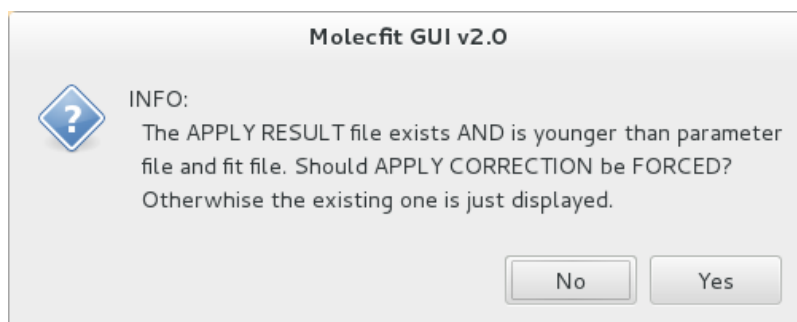 Molecfit GUI v2.0
INFO:
The APPLY RESULT file exists AND is younger than parameter
file and fit file. Should APPLY CORRECTION be FORCED?
Otherwhise the existing one is just displayed.
No
Yes